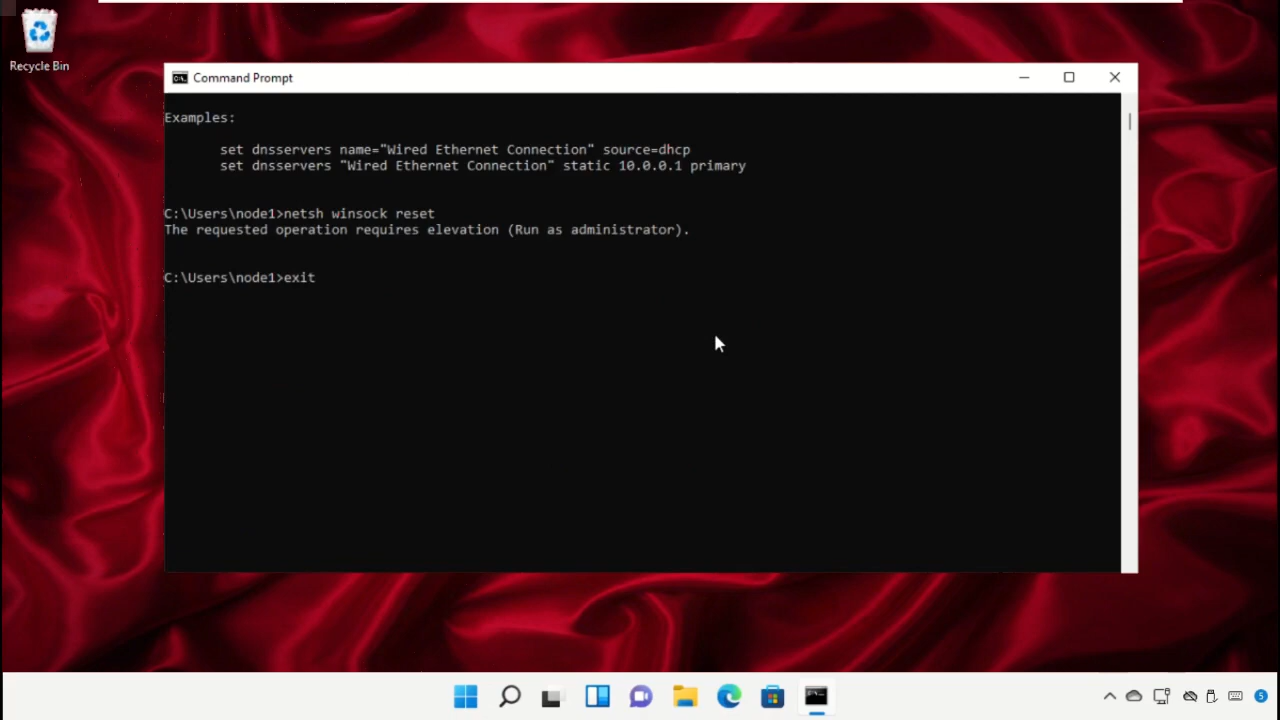 Recycle Bin
Command Prompt
Examples:
set dnsservers name="Wired Ethernet Connection" source=dhcp
set dnsservers "Wired Ethernet Connection" static 10.0.0.1 primary
C:\Users\node1>netsh winsock reset
The requested operation requires elevation (Run as administrator).
C:\Users\node1>exit
5